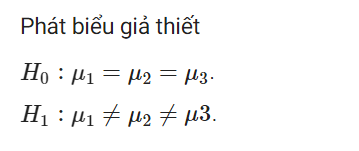 Phát biểu giả thiết
H₀ : μ₁ = μ₂ = μ₃.
H₁ : μ₁ ≠ μ₂ ≠ μ3.